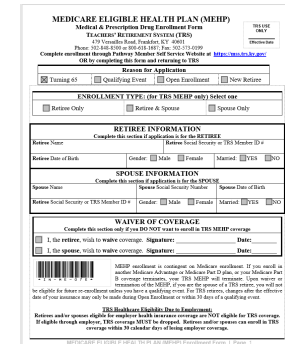 MEDICARE ELIGIBLE HEALTH PLAN (MEHP)
Medical & Prescription Drug Enrollment Form
TEACHERS' RETIREMENT SYSTEM (TRS)
479 Versailles Road, Frankfort, KY 40601
Phone: 502-848-8500 or 800-618-1687; Fax: 502-573-0199
Complete enrollment through Pathway Member Self Service Website at https://mss.trs.ky.gov/
OR by completing this form and returning to TRS
TRS USE
ONLY
Effective Date
Reason for Application
X Turning 65 Qualifying Event Open Enrollment New Retiree
ENROLLMENT TYPE: (for TRS MEHP only) Select one
Retiree Only Retiree & Spouse Spouse Only
RETIREE INFORMATION
Complete this section if application is for the RETIREE
Retiree Name Retiree Social Security or TRS Member ID #
Retiree Date of Birth Gender: Male Female Married: YES NO
SPOUSE INFORMATION
Complete this section if application is for the SPOUSE
Spouse Name Spouse Social Security Number Spouse Date of Birth
Retiree Social Security or TRS Member ID # Gender: Male Female Married: YES NO
WAIVER OF COVERAGE
Complete this section only if you DO NOT want to enroll in TRS MEHP coverage
I, the retiree, wish to waive coverage. Signature: Date:
I, the spouse, wish to waive coverage. Signature: Date:
MEHP enrollment is contingent on Medicare enrollment. If you enroll in
another Medicare Advantage or Medicare Part D plan, or your Medicare Part
B coverage terminates, your TRS MEHP will terminate. Upon waiver or
termination of the MEHP, if you are the spouse of a TRS retiree, you will not
be eligible for future re-enrollment unless you have a qualifying event. For TRS retirees, changes after the effective
date of your insurance may only be made during Open Enrollment or within 30 days of a qualifying event.
TRS Healthcare Eligibility Due to Employment:
Retirees and/or spouses eligible for employer health insurance coverage are NOT eligible for TRS coverage.
If eligible through employer, TRS coverage MUST be dropped. Retirees and/or spouses can enroll in TRS
coverage within 30 calendar days of losing employer coverage.
MEDICARE ELIGIBLE HEALTH PLAN (MEHP) Enrollment Form | Page 1